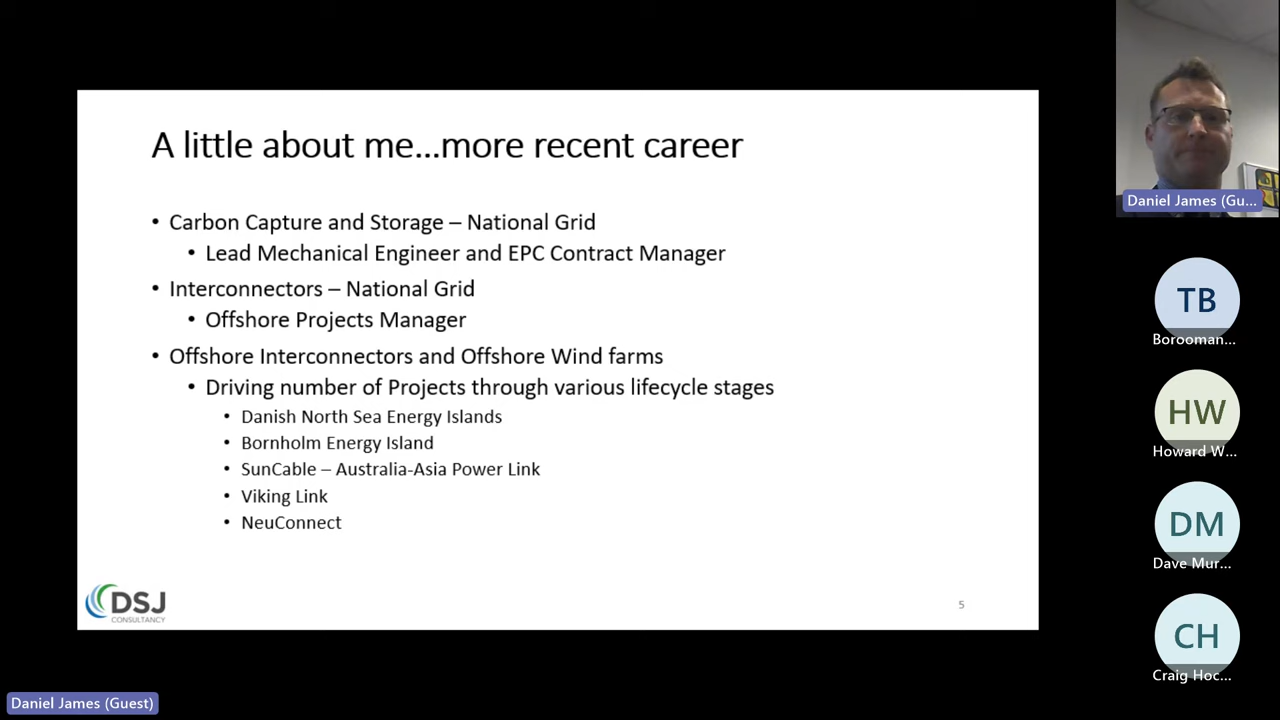 A little about me...more recent career
• Carbon Capture and Storage – National Grid
• Lead Mechanical Engineer and EPC Contract Manager
• Interconnectors – National Grid
• Offshore Projects Manager
• Offshore Interconnectors and Offshore Wind farms
• Driving number of Projects through various lifecycle stages
• Danish North Sea Energy Islands
• Bornholm Energy Island
• SunCable – Australia-Asia Power Link
• Viking Link
• NeuConnect
DSJ
CONSULTANCY
5
Daniel James (Gu...
TB
Borooman...
HW
Howard W...
DM
Dave Mur...
CH
Craig Hoc...
Daniel James (Guest)